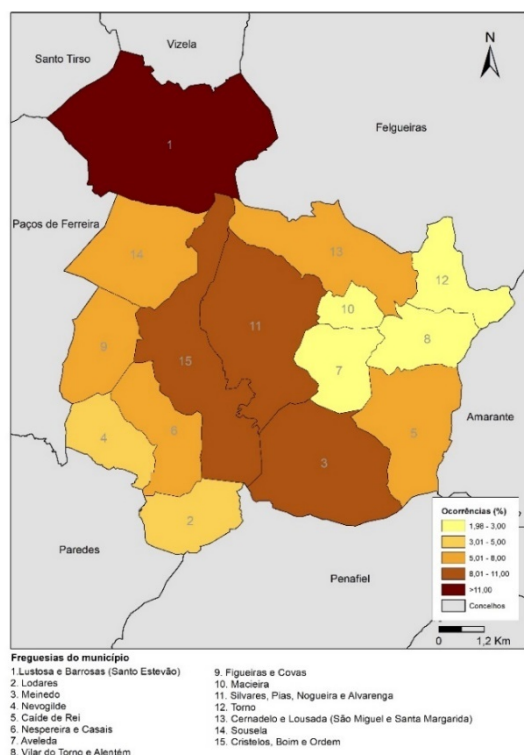 Vizela
Santo Tirso
N
Felgueiras
1
Paços de Ferreira
14
13
12
10
11
8
9
15
7
4
6
5
Amarante
3
2
Paredes
Penafiel
Ocorrências (%)
1,98 - 3,00
3,01 - 5,00
5,01 - 8,00
8,01 - 11,00
>11,00
Concelhos
0 1,2 Km
Freguesias do município
1.Lustosa e Barrosas (Santo Estevão)
2. Lodares
3. Meinedo
4. Nevogilde
5. Caíde de Rei
6. Nespereira e Casais
7. Aveleda
8. Vilar do Torno e Alentém
9. Figueiras e Covas
10. Macieira
11. Silvares, Pias, Nogueira e Alvarenga
12. Torno
13. Cernadelo e Lousada (São Miguel e Santa Margarida)
14. Sousela
15. Cristelos, Boim e Ordem